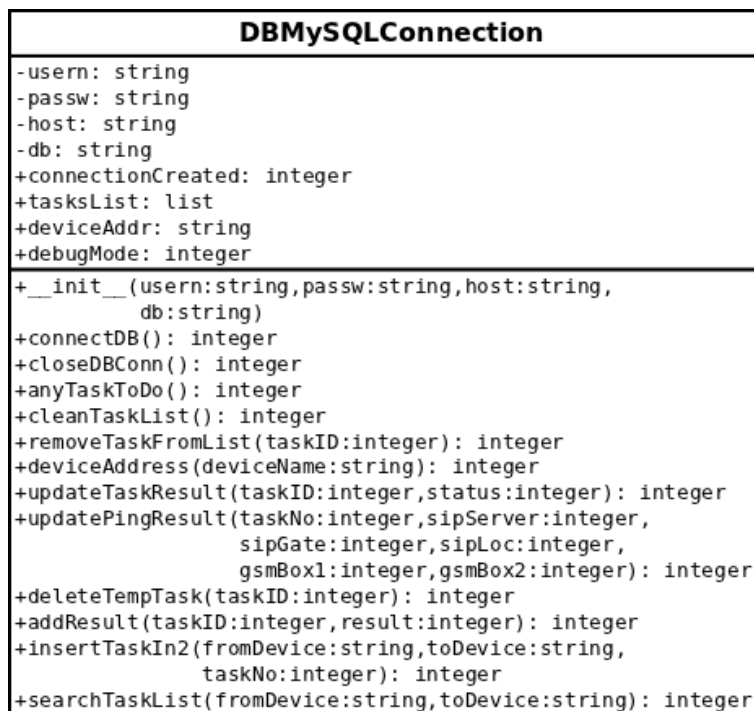 DBMySQLConnection
-usern: string
-passw: string
-host: string
-db: string
+connectionCreated: integer
+tasksList: list
+deviceAddr: string
+debugMode: integer
+__init__(usern:string,passw:string,host:string,
db:string)
+connectDB(): integer
+closeDBConn(): integer
+anyTaskToDo(): integer
+cleanTaskList(): integer
+removeTaskFromList(taskID:integer): integer
+deviceAddress(deviceName:string): integer
+updateTaskResult(taskID:integer,status:integer): integer
+updatePingResult(taskNo:integer,sipServer:integer,
sipGate:integer,sipLoc:integer,
gsmBox1:integer,gsmBox2:integer): integer
+deleteTempTask(taskID:integer): integer
+addResult(taskID:integer,result:integer): integer
+insertTaskIn2(fromDevice:string,toDevice:string,
taskNo:integer): integer
+searchTaskList(fromDevice:string,toDevice:string): integer